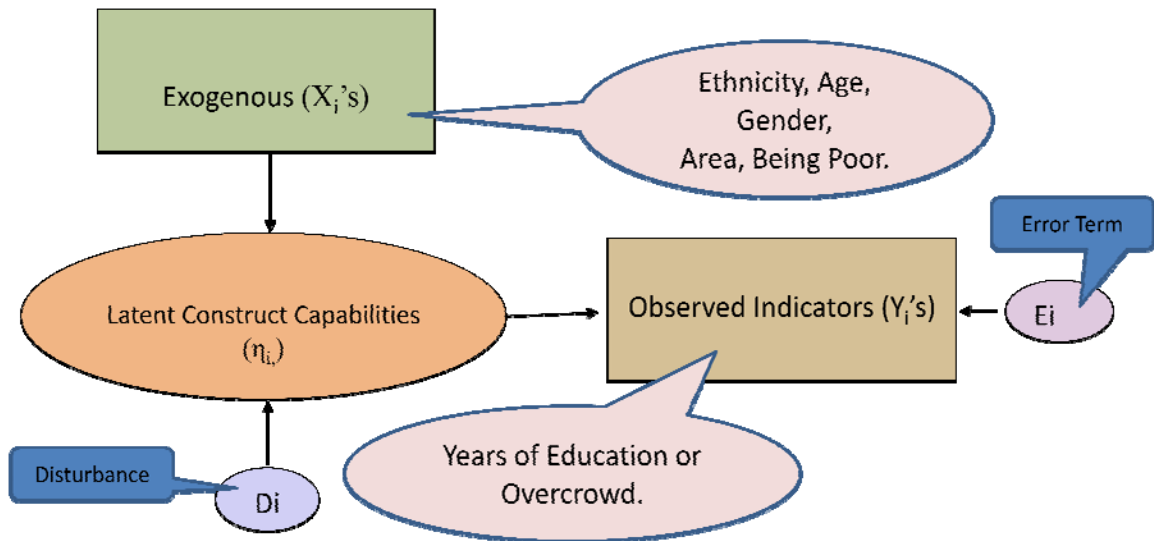 Exogenous (Xi's)
Ethnicity, Age,
Gender,
Area, Being Poor.
Error Term
Latent Construct Capabilities
(ηi,)
Observed Indicators (Yi's)
Ei
Disturbance
Di
Years of Education or
Overcrowd.